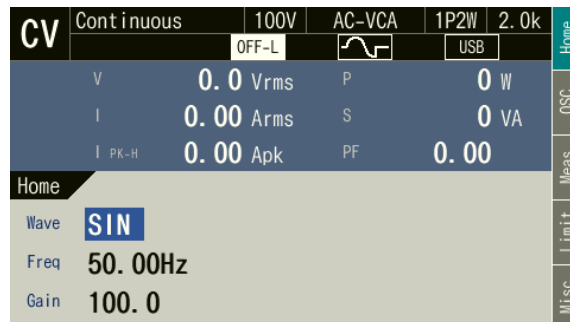 CV Continuous 100V AC-VCA 1P2W 2.0k
OFF-L USB
V 0.0 Vrms P 0 W
I 0.00 Arms S 0 VA
I PK-H 0.00 Apk PF 0.00
Home
Wave SIN
Freq 50.00Hz
Gain 100.0
Home
OSC
Meas
Limit
Misc